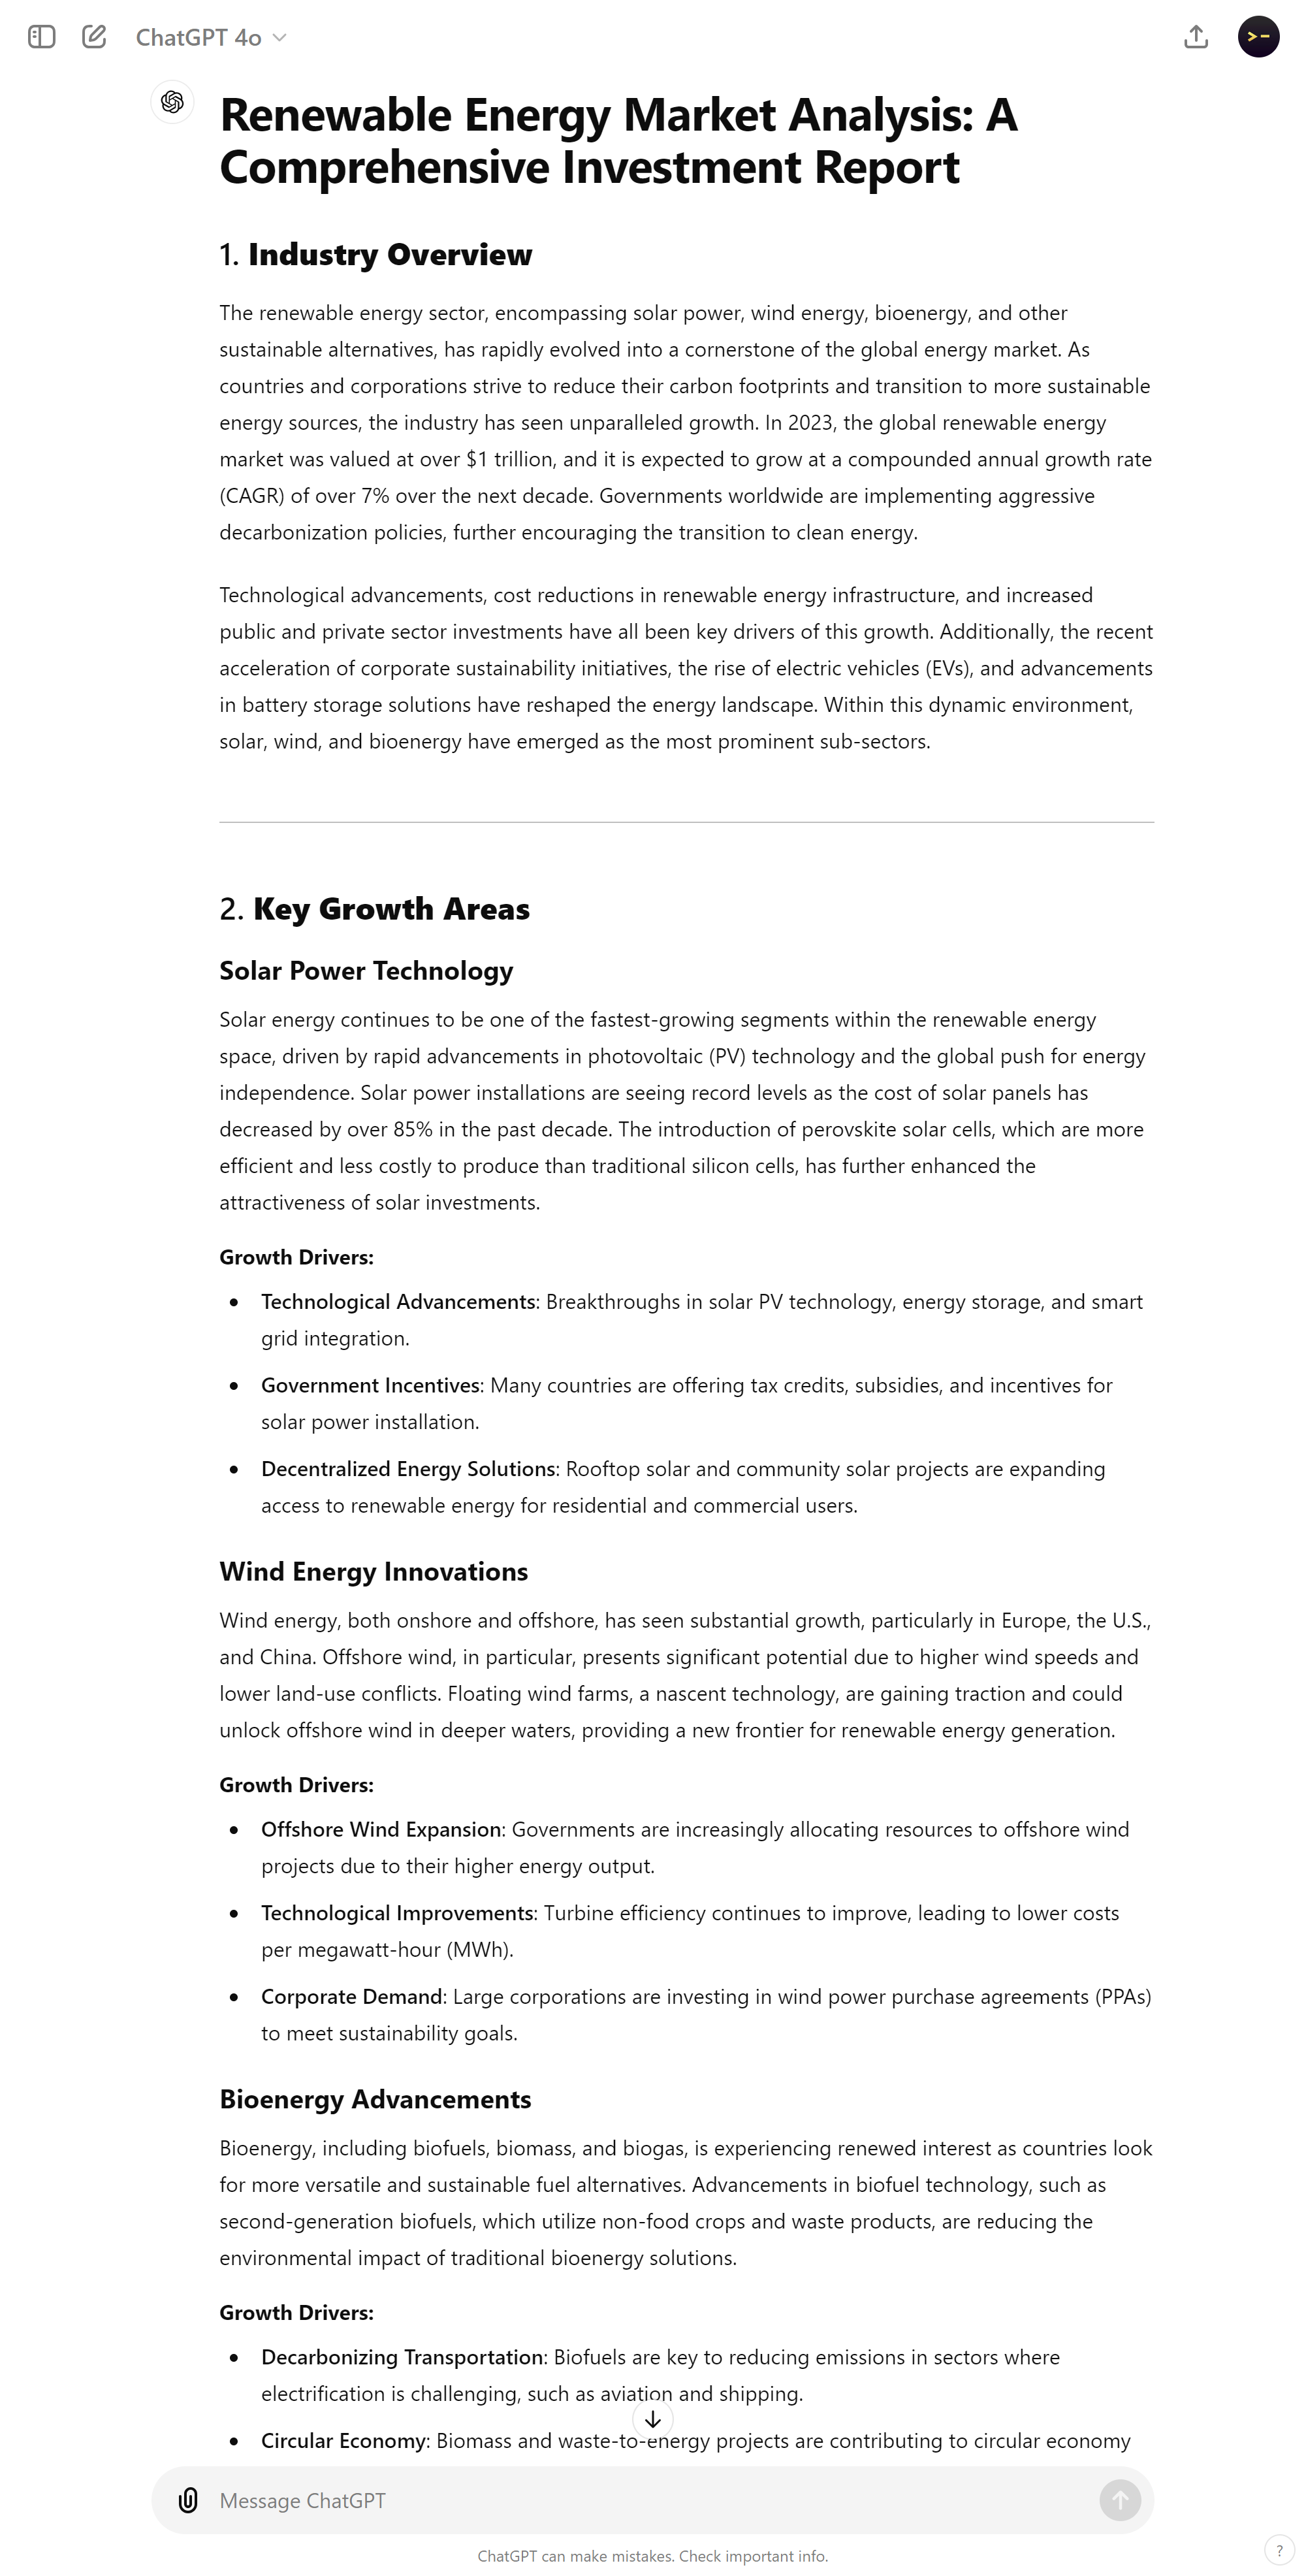 ChatGPT 4o
Renewable Energy Market Analysis: A
Comprehensive Investment Report
1. Industry Overview
The renewable energy sector, encompassing solar power, wind energy, bioenergy, and other
sustainable alternatives, has rapidly evolved into a cornerstone of the global energy market. As
countries and corporations strive to reduce their carbon footprints and transition to more sustainable
energy sources, the industry has seen unparalleled growth. In 2023, the global renewable energy
market was valued at over $1 trillion, and it is expected to grow at a compounded annual growth rate
(CAGR) of over 7% over the next decade. Governments worldwide are implementing aggressive
decarbonization policies, further encouraging the transition to clean energy.
Technological advancements, cost reductions in renewable energy infrastructure, and increased
public and private sector investments have all been key drivers of this growth. Additionally, the recent
acceleration of corporate sustainability initiatives, the rise of electric vehicles (EVs), and advancements
in battery storage solutions have reshaped the energy landscape. Within this dynamic environment,
solar, wind, and bioenergy have emerged as the most prominent sub-sectors.
2. Key Growth Areas
Solar Power Technology
Solar energy continues to be one of the fastest-growing segments within the renewable energy
space, driven by rapid advancements in photovoltaic (PV) technology and the global push for energy
independence. Solar power installations are seeing record levels as the cost of solar panels has
decreased by over 85% in the past decade. The introduction of perovskite solar cells, which are more
efficient and less costly to produce than traditional silicon cells, has further enhanced the
attractiveness of solar investments.
Growth Drivers:
• Technological Advancements: Breakthroughs in solar PV technology, energy storage, and smart
grid integration.
• Government Incentives: Many countries are offering tax credits, subsidies, and incentives for
solar power installation.
• Decentralized Energy Solutions: Rooftop solar and community solar projects are expanding
access to renewable energy for residential and commercial users.
Wind Energy Innovations
Wind energy, both onshore and offshore, has seen substantial growth, particularly in Europe, the U.S.,
and China. Offshore wind, in particular, presents significant potential due to higher wind speeds and
lower land-use conflicts. Floating wind farms, a nascent technology, are gaining traction and could
unlock offshore wind in deeper waters, providing a new frontier for renewable energy generation.
Growth Drivers:
• Offshore Wind Expansion: Governments are increasingly allocating resources to offshore wind
projects due to their higher energy output.
• Technological Improvements: Turbine efficiency continues to improve, leading to lower costs
per megawatt-hour (MWh).
• Corporate Demand: Large corporations are investing in wind power purchase agreements (PPAs)
to meet sustainability goals.
Bioenergy Advancements
Bioenergy, including biofuels, biomass, and biogas, is experiencing renewed interest as countries look
for more versatile and sustainable fuel alternatives. Advancements in biofuel technology, such as
second-generation biofuels, which utilize non-food crops and waste products, are reducing the
environmental impact of traditional bioenergy solutions.
Growth Drivers:
• Decarbonizing Transportation: Biofuels are key to reducing emissions in sectors where
electrification is challenging, such as aviation and shipping.
• Circular Economy: Biomass and waste-to-energy projects are contributing to circular economy
Message ChatGPT
ChatGPT can make mistakes. Check important info.
?